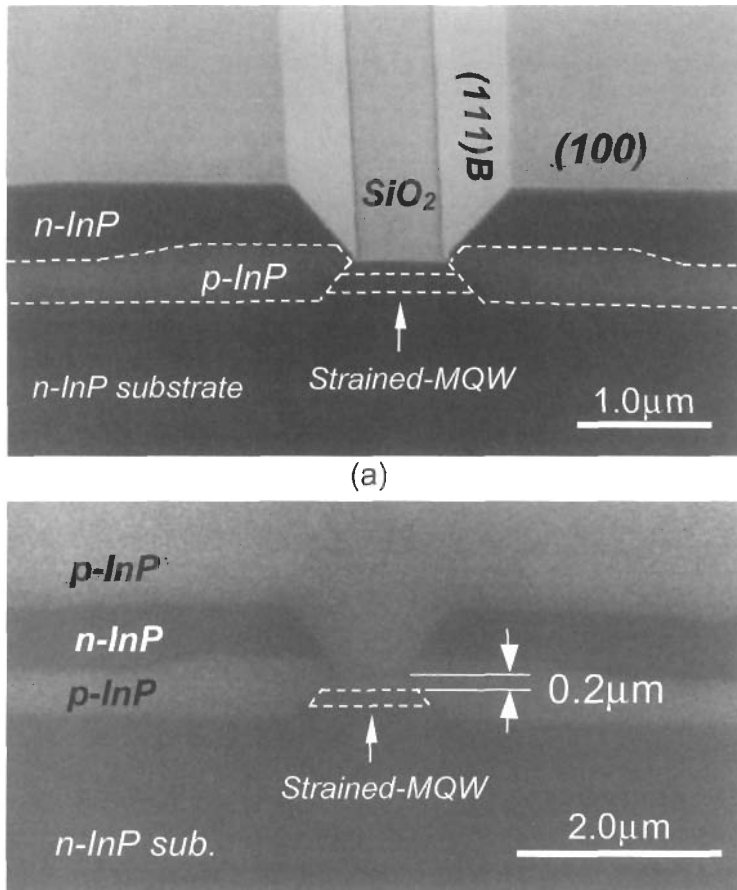 (111)B
(100)
SiO₂
n-InP
p-InP
Strained-MQW
n-InP substrate
1.0μm
(a)
p-InP
n-InP
p-InP
0.2μm
Strained-MQW
2.0μm
n-InP sub.